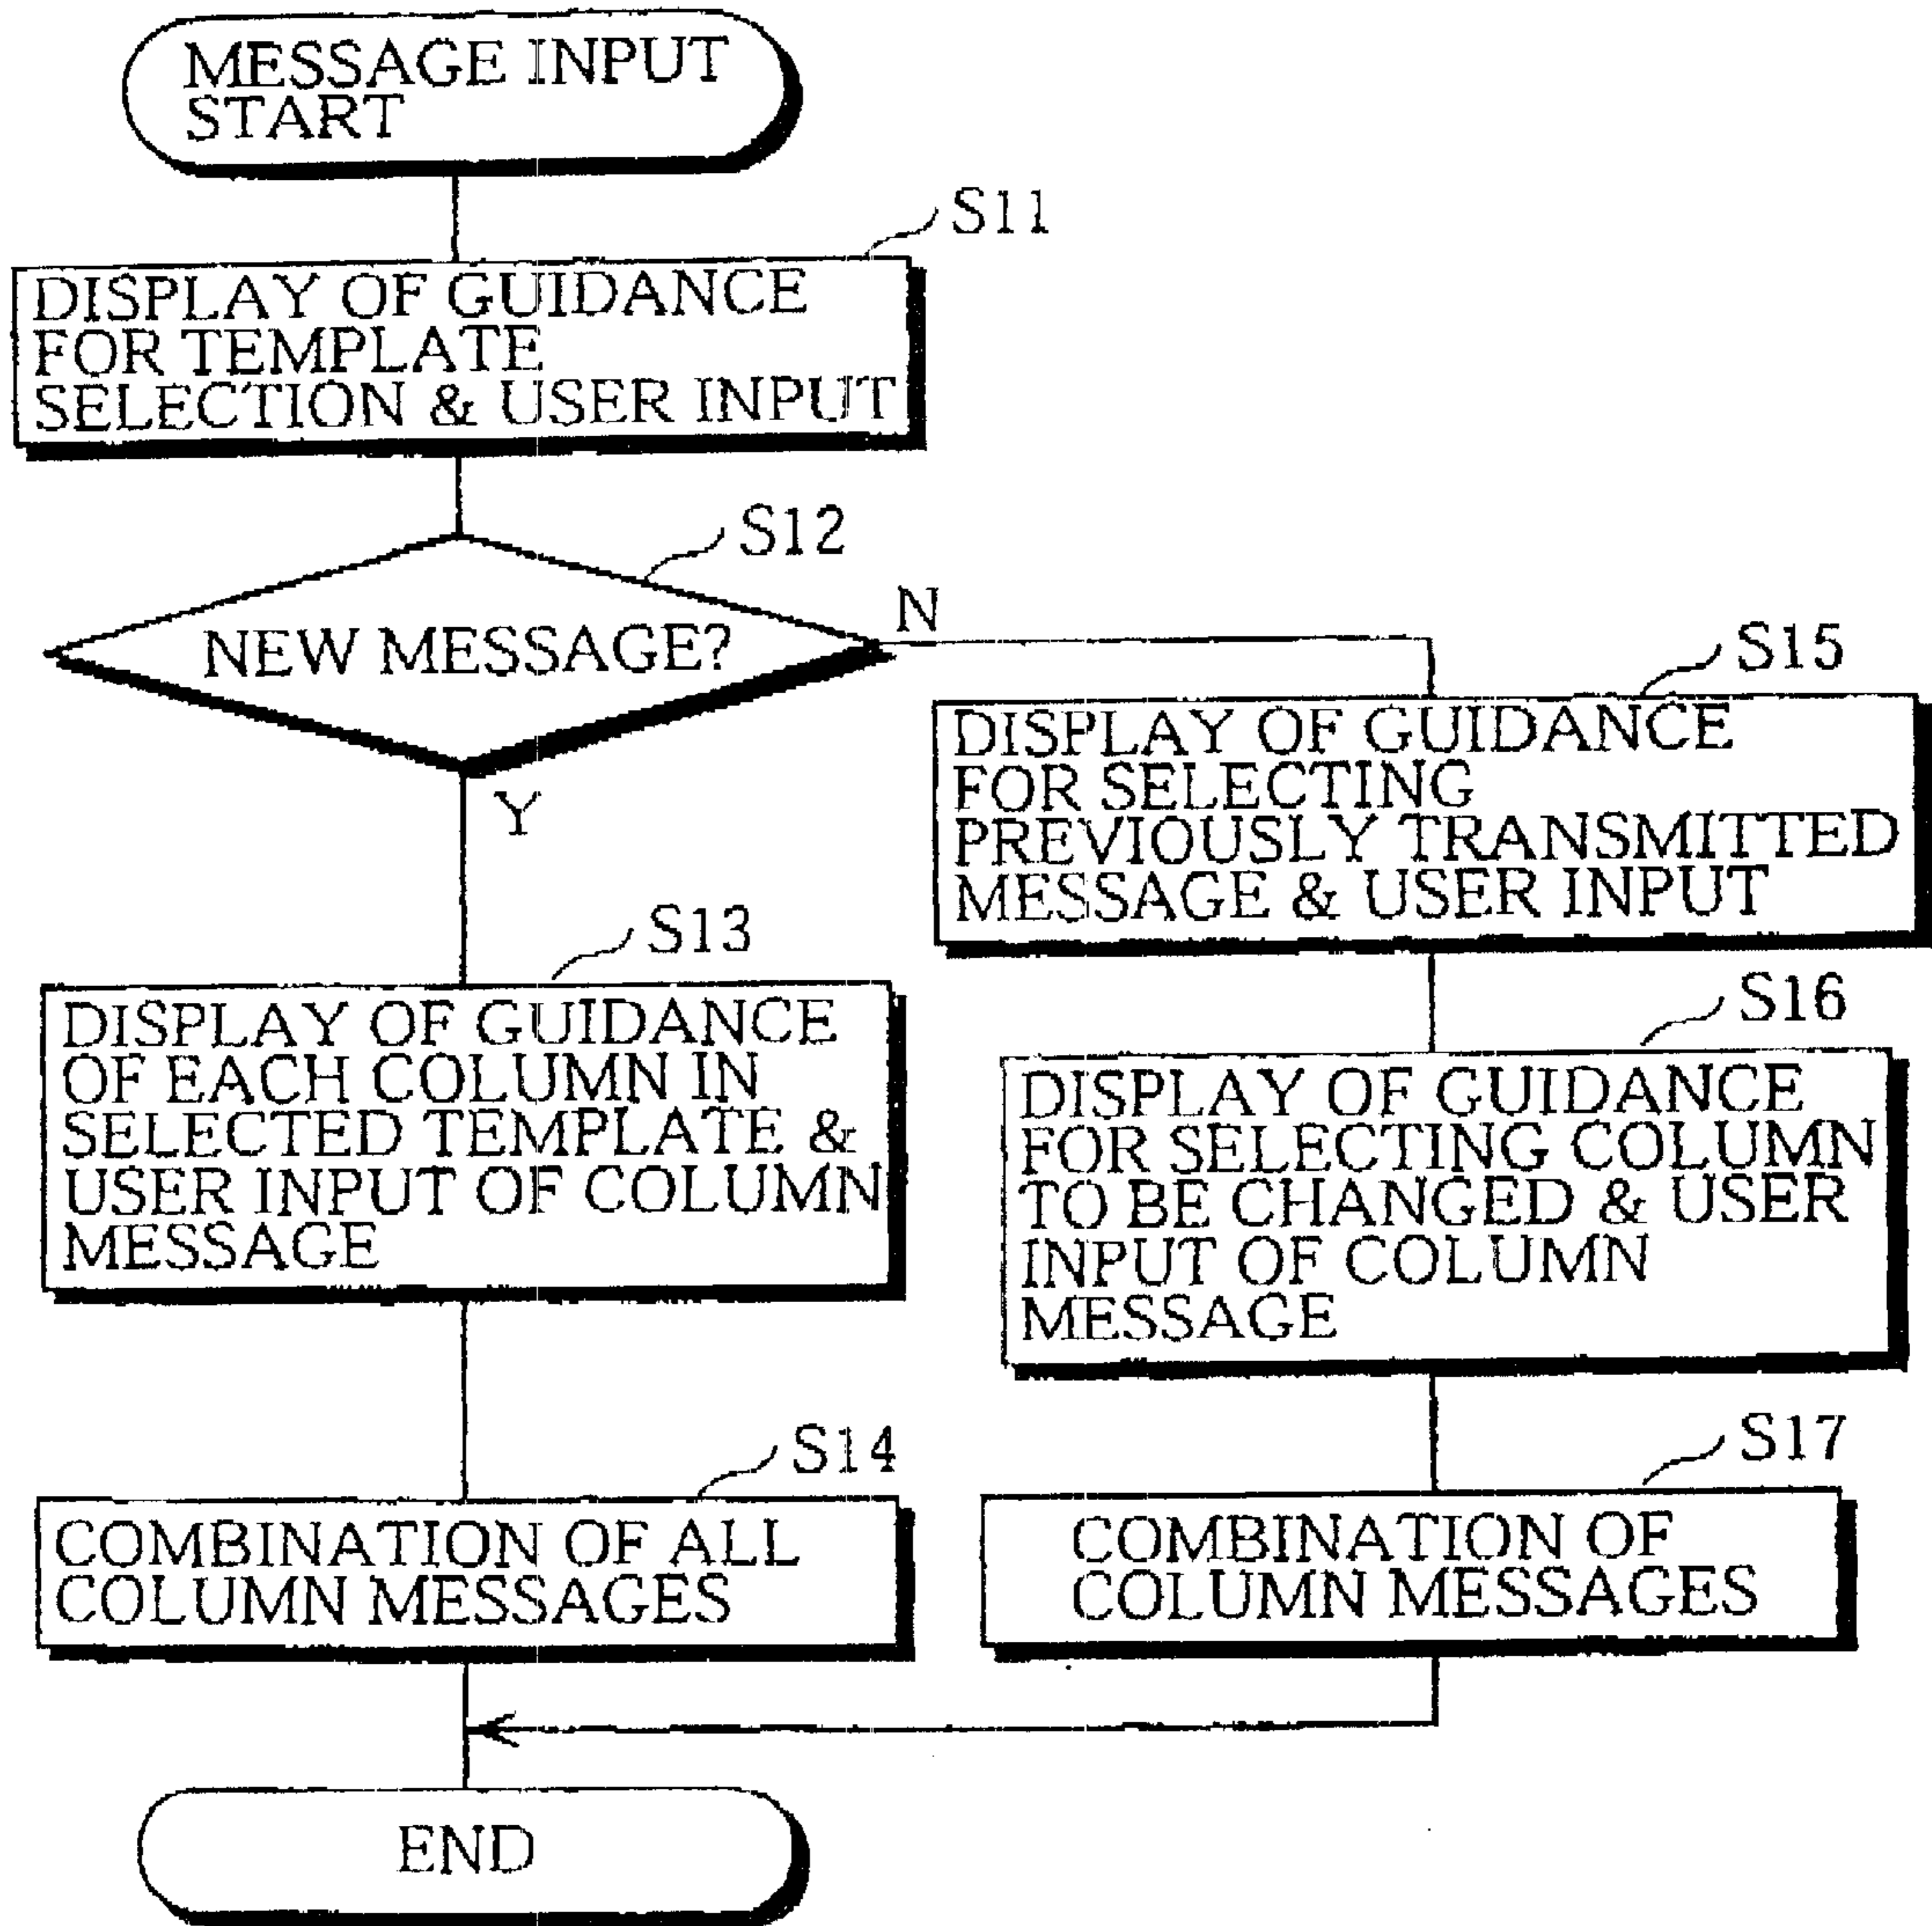 MESSAGE INPUT
START
S11
DISPLAY OF GUIDANCE
FOR TEMPLATE
SELECTION & USER INPUT
S12
NEW MESSAGE?
N
Y
S15
DISPLAY OF GUIDANCE
FOR SELECTING
PREVIOUSLY TRANSMITTED
MESSAGE & USER INPUT
S13
DISPLAY OF GUIDANCE
OF EACH COLUMN IN
SELECTED TEMPLATE &
USER INPUT OF COLUMN
MESSAGE
S16
DISPLAY OF GUIDANCE
FOR SELECTING COLUMN
TO BE CHANGED & USER
INPUT OF COLUMN
MESSAGE
S14
COMBINATION OF ALL
COLUMN MESSAGES
S17
COMBINATION OF
COLUMN MESSAGES
END